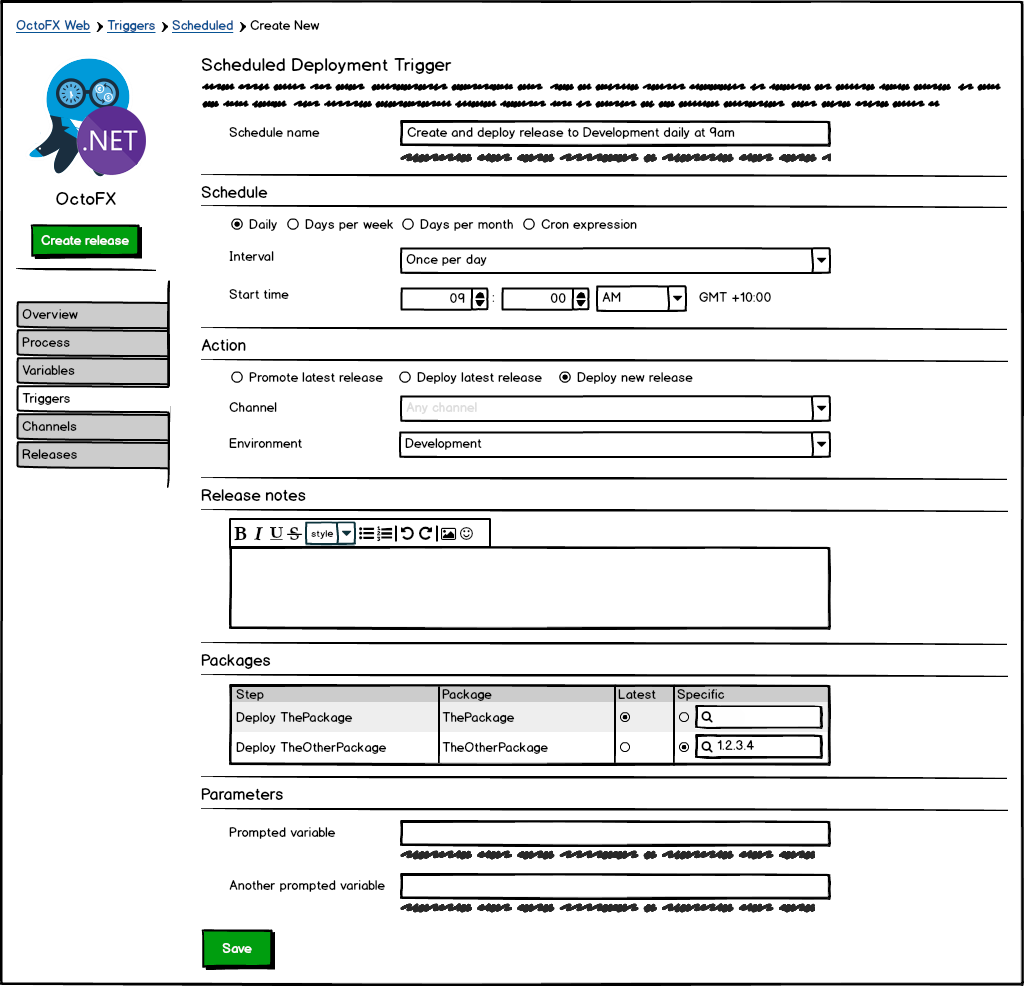 OctoFX Web Triggers Scheduled Create New
.NET
OctoFX
Create release
Overview
Process
Variables
Triggers
Channels
Releases
Scheduled Deployment Trigger
Schedule name Create and deploy release to Development daily at 9am
Schedule
Daily Days per week Days per month Cron expression
Interval Once per day
Start time 09 : 00 AM GMT +10:00
Action
Promote latest release Deploy latest release Deploy new release
Channel Any channel
Environment Development
Release notes
B I U S style
Packages
Step Package Latest Specific
Deploy ThePackage ThePackage
Deploy TheOtherPackage TheOtherPackage 1.2.3.4
Parameters
Prompted variable
Another prompted variable
Save